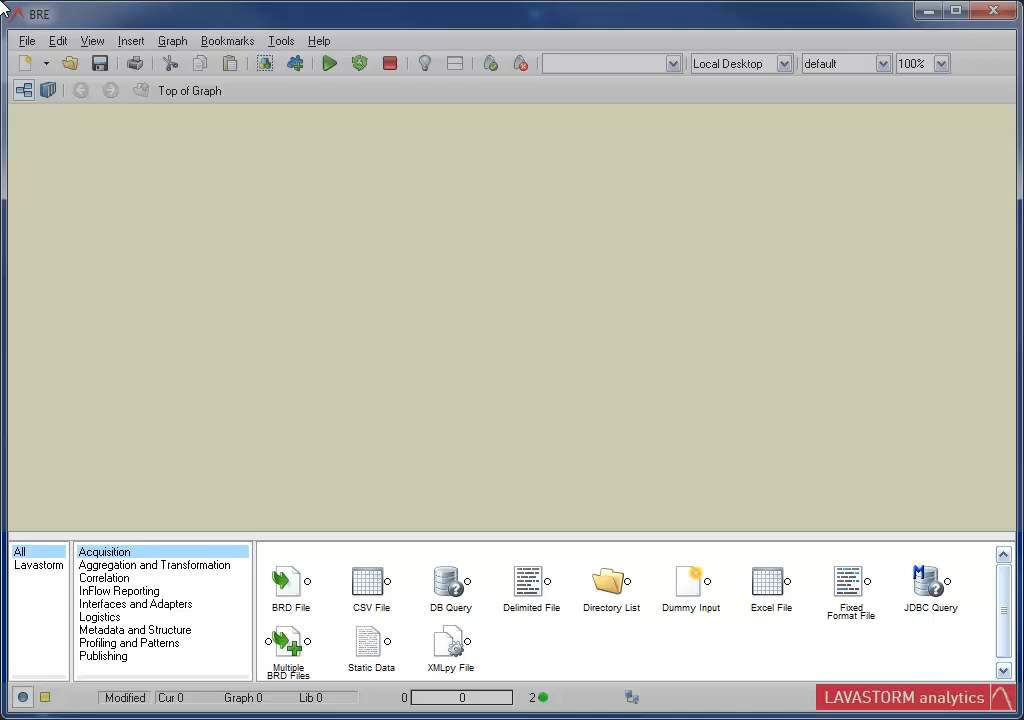 BRE
File Edit View Insert Graph Bookmarks Tools Help
Local Desktop default 100%
Top of Graph
All
Lavastorm
Acquisition
Aggregation and Transformation
Correlation
InFlow Reporting
Interfaces and Adapters
Logistics
Metadata and Structure
Profiling and Patterns
Publishing
BRD File CSV File DB Query Delimited File Directory List Dummy Input Excel File Fixed Format File JDBC Query
Multiple BRD Files Static Data XMLpy File
Modified Cur 0 Graph 0 Lib 0 0 0 2 LAVASTORM analytics